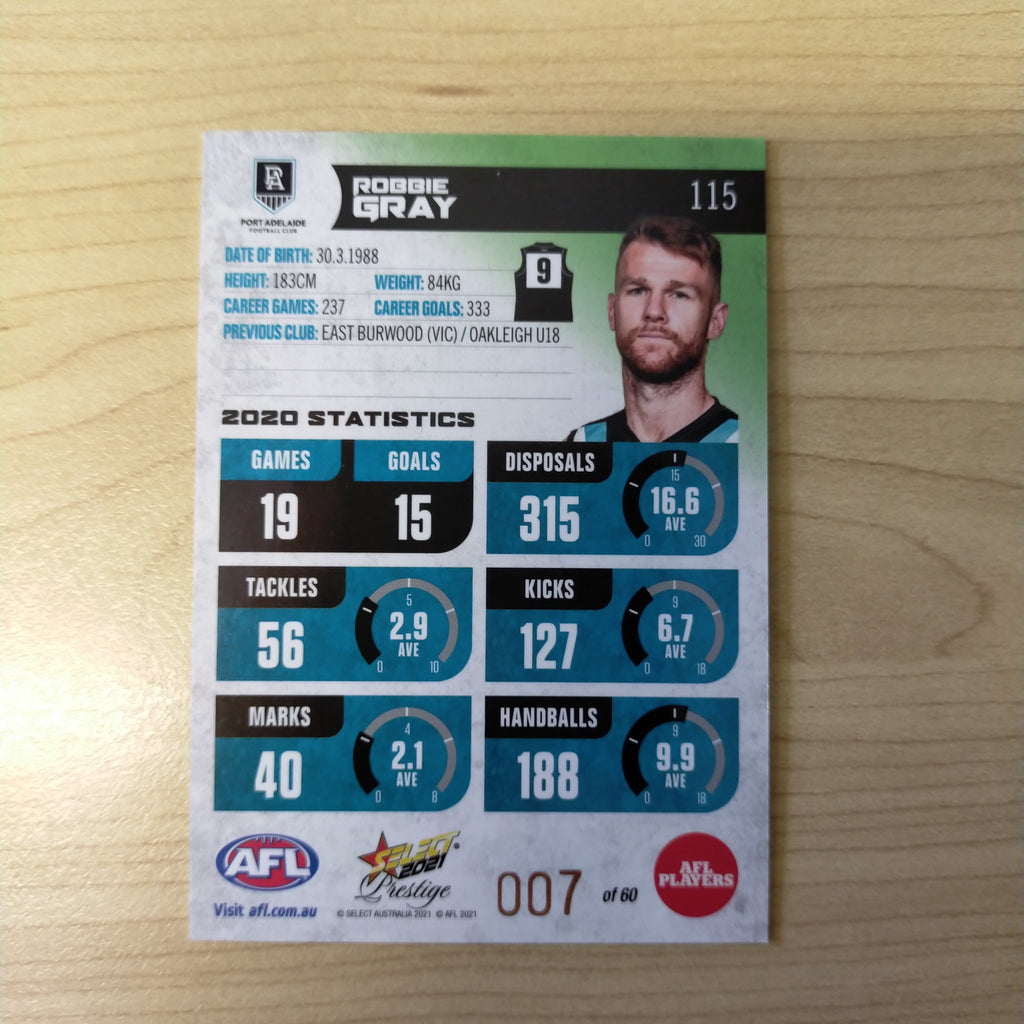 PA
PORT ADELAIDE
FOOTBALL CLUB
ROBBIE
GRAY
115
DATE OF BIRTH: 30.3.1988
HEIGHT: 183CM WEIGHT: 84KG
CAREER GAMES: 237 CAREER GOALS: 333
PREVIOUS CLUB: EAST BURWOOD (VIC) / OAKLEIGH U18
9
2020 STATISTICS
GAMES
19
GOALS
15
DISPOSALS
315
15
16.6
AVE
0 30
TACKLES
56
5
2.9
AVE
0 10
KICKS
127
9
6.7
AVE
0 18
MARKS
40
4
2.1
AVE
0 8
HANDBALLS
188
9
9.9
AVE
0 18
AFL
Visit afl.com.au
SELECT
2021
Prestige
© SELECT AUSTRALIA 2021 © AFL 2021
007 of 60
AFL
PLAYERS